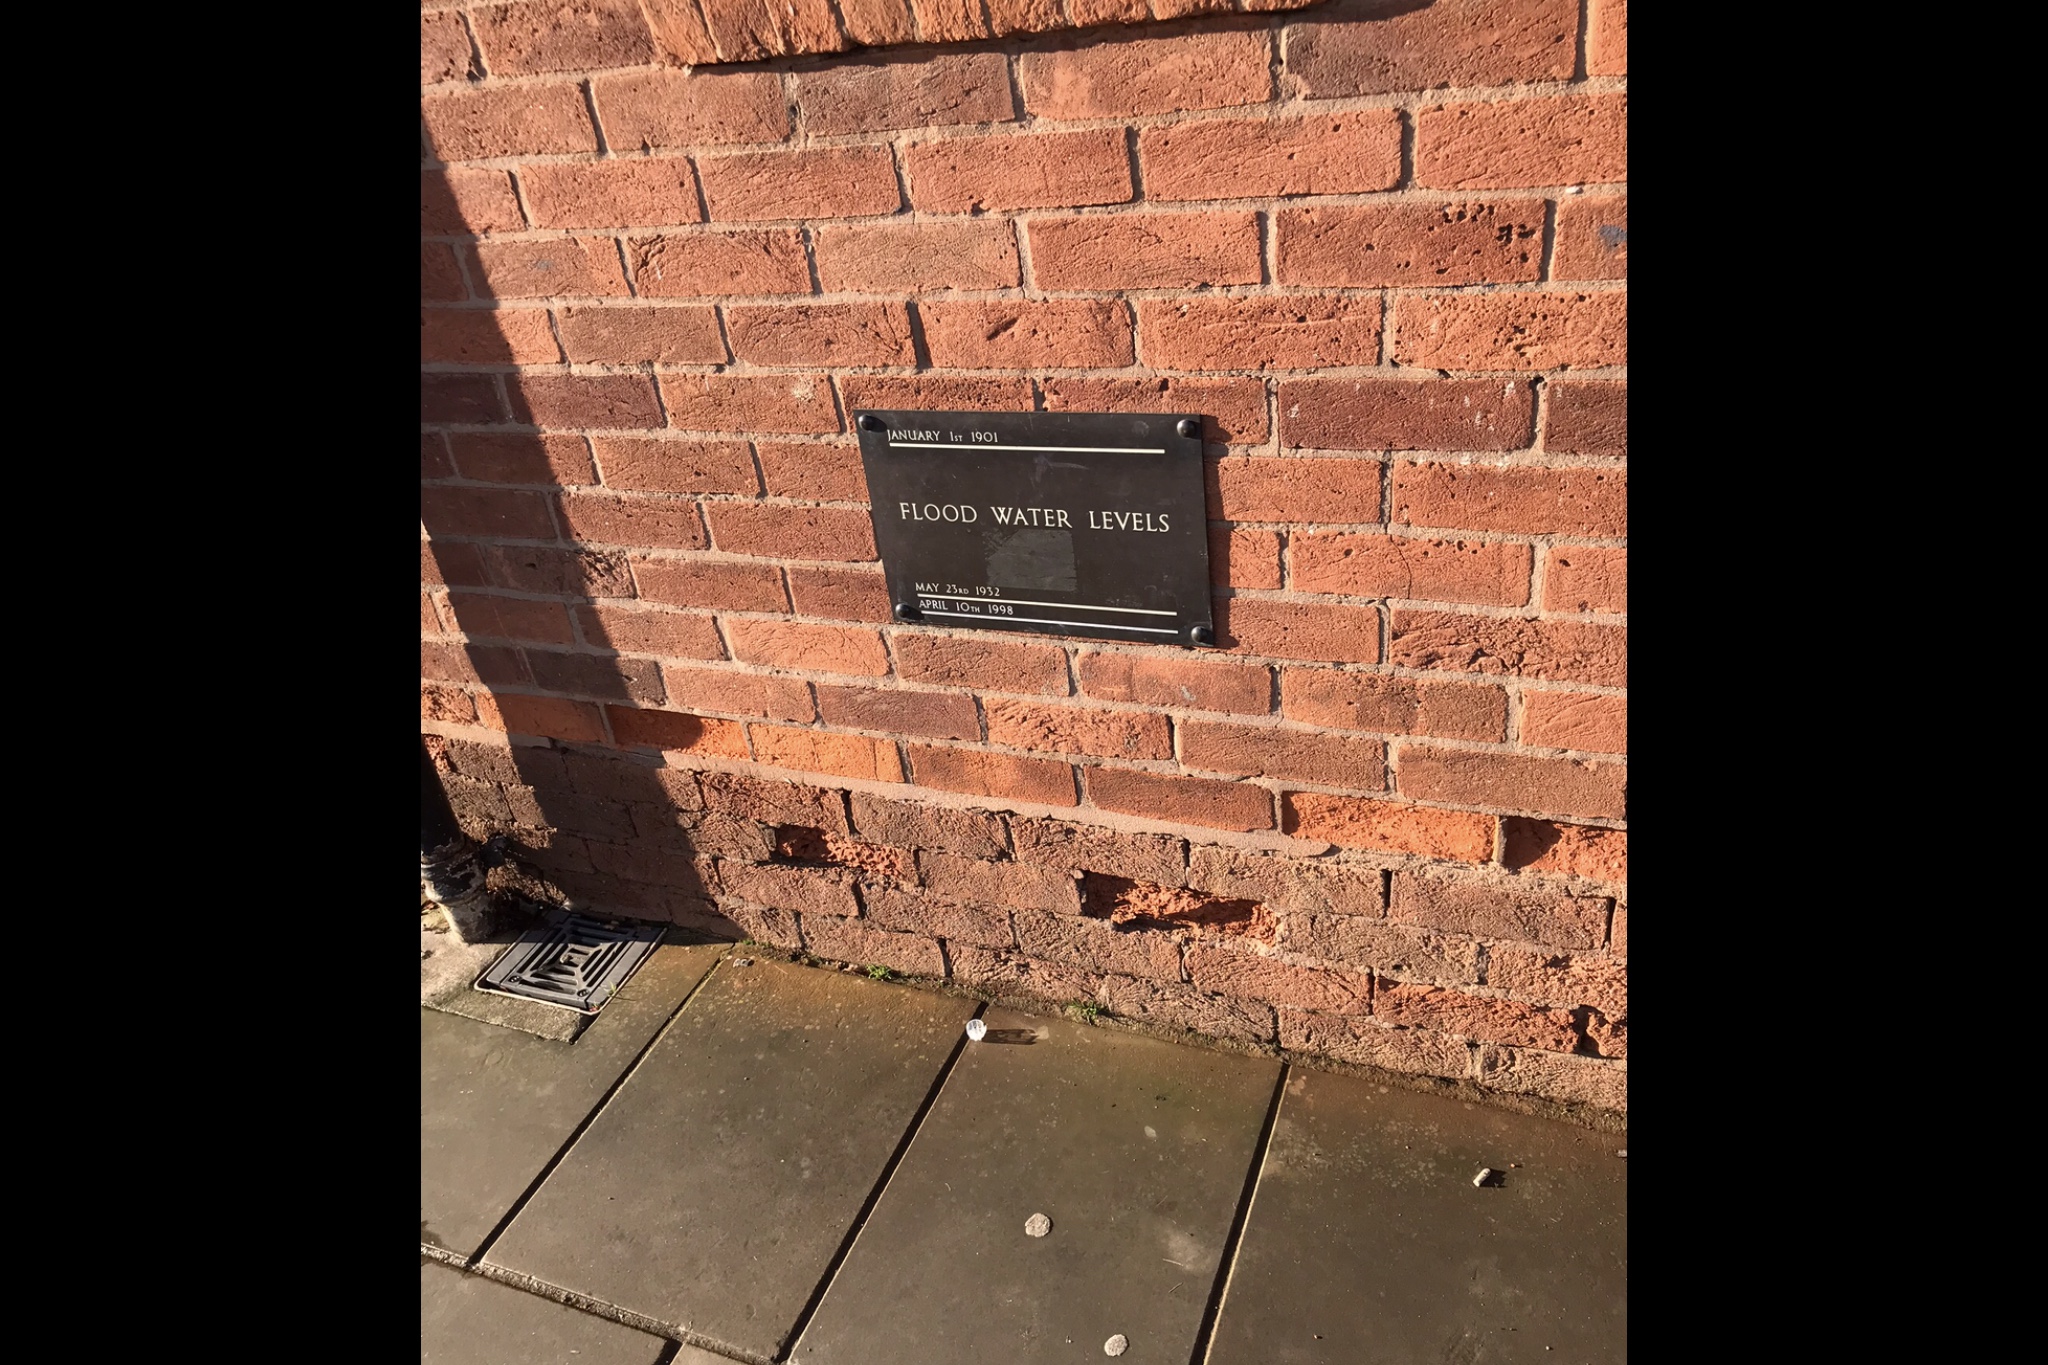 JANUARY 1ST 1901
FLOOD WATER LEVELS
MAY 23RD 1932
APRIL 10TH 1998